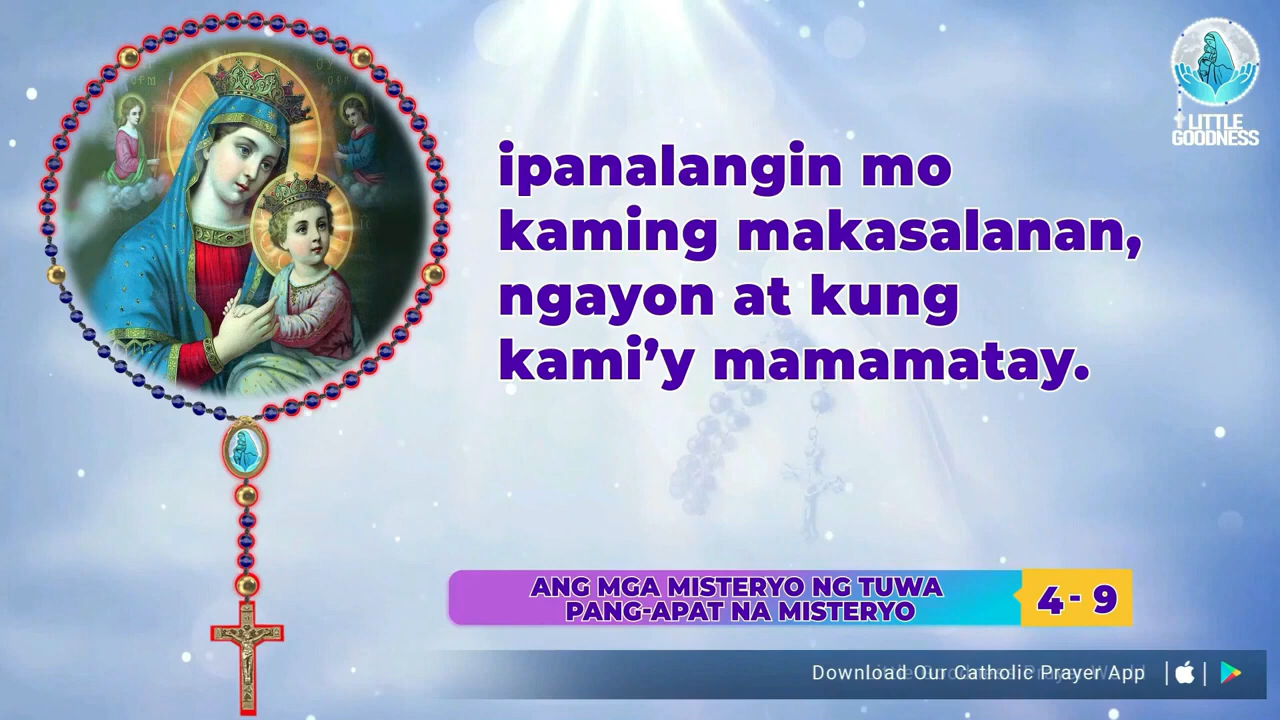 LITTLE
GOODNESS
ipanalangin mo
kaming makasalanan,
ngayon at kung
kami’y mamamatay.
ANG MGA MISTERYO NG TUWA
PANG-APAT NA MISTERYO
4 - 9
Download Our Catholic Prayer App